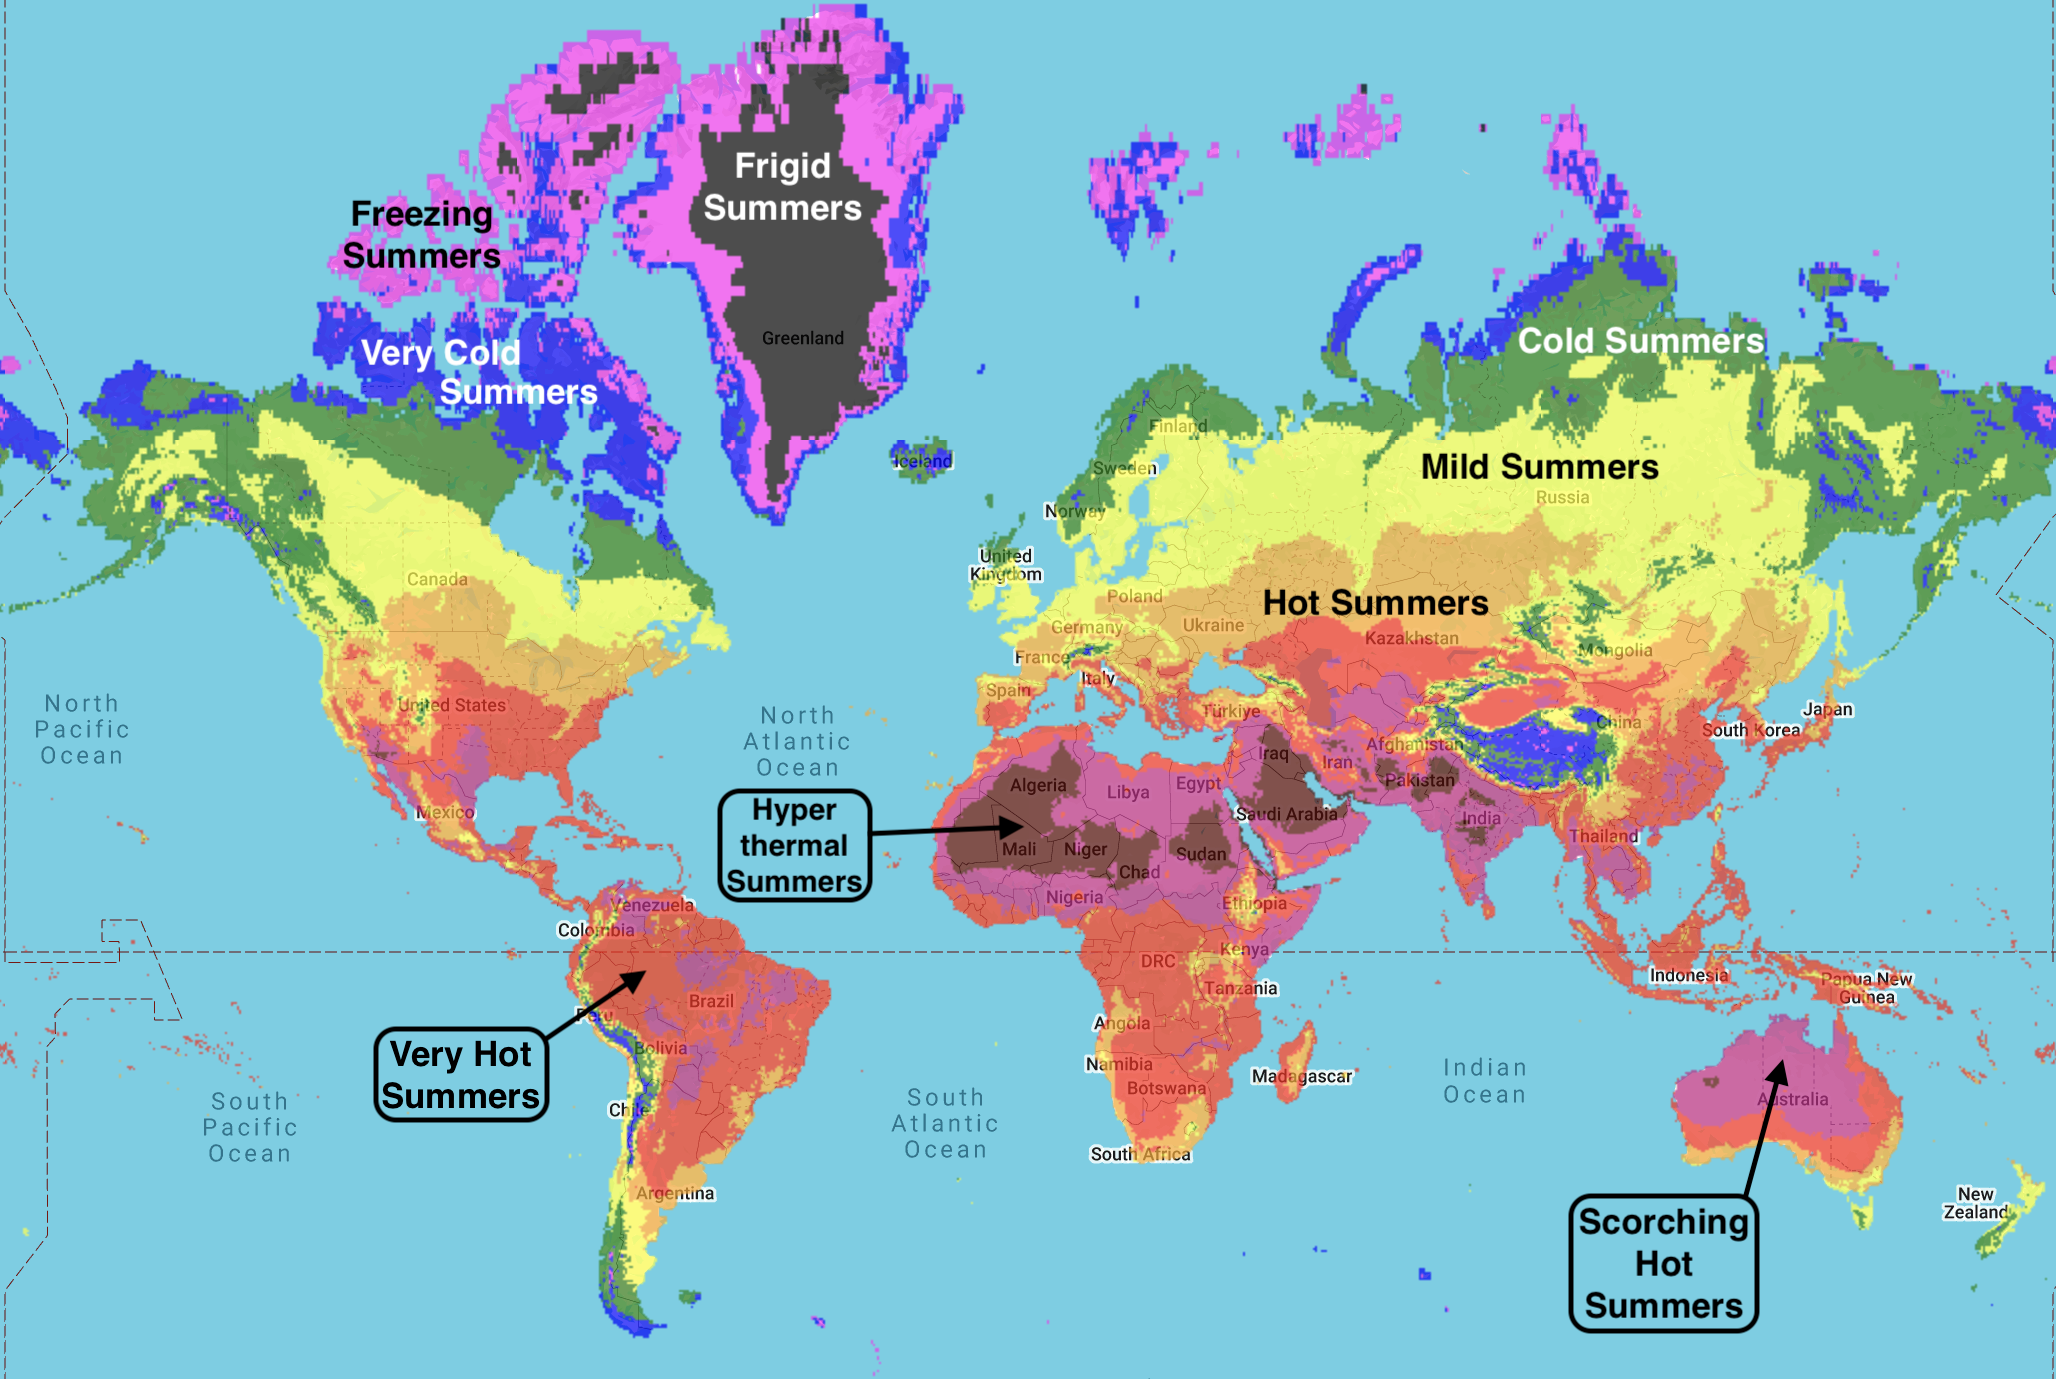 Frigid
Summers
Freezing
Summers
Greenland
Very Cold
Summers
Cold Summers
Iceland
Finland
Sweden
Norway
Mild Summers
Russia
United
Kingdom
Canada
Poland
Hot Summers
Germany
Ukraine
Kazakhstan
Mongolia
France
Italy
Spain
United States
Türkiye
China
Japan
South Korea
North
Pacific
Ocean
North
Atlantic
Ocean
Afghanistan
Iraq
Iran
Pakistan
Algeria
Libya
Egypt
Saudi Arabia
India
Mexico
Hyper
thermal
Summers
Thailand
Mali
Niger
Chad
Sudan
Nigeria
Ethiopia
Venezuela
Colombia
Kenya
DRC
Tanzania
Indonesia
Papua New
Guinea
Brazil
Peru
Angola
Very Hot
Summers
Bolivia
Namibia
Botswana
Madagascar
Indian
Ocean
Australia
Chile
South
Pacific
Ocean
South
Atlantic
Ocean
South Africa
Argentina
New
Zealand
Scorching
Hot
Summers